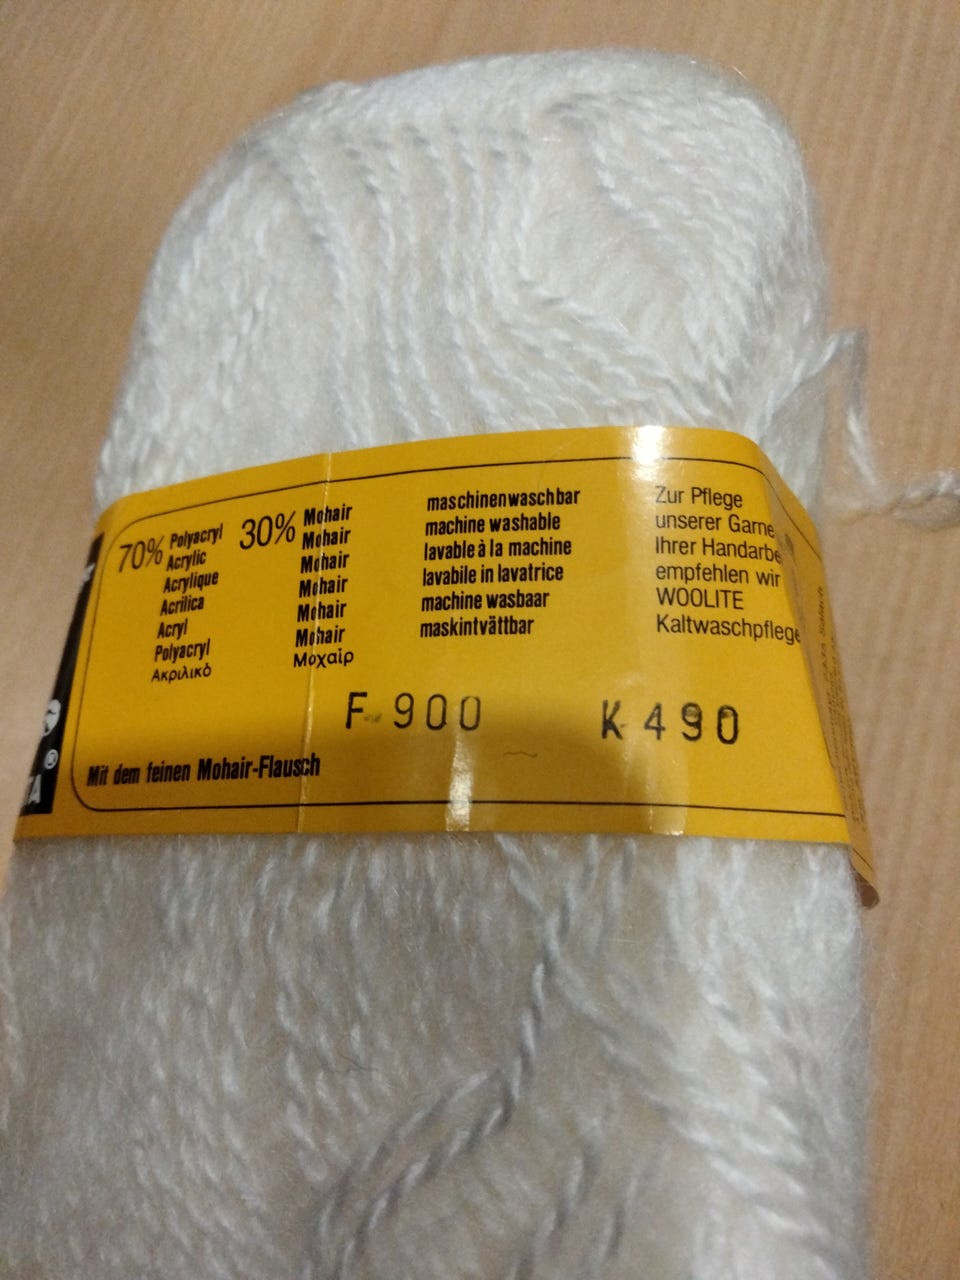 70% Polyacryl
Acrylic
Acrylique
Acrilica
Acryl
Polyacryl
Ακριλικό
30% Mohair
Mohair
Mohair
Mohair
Mohair
Mohair
Μοχαίρ
maschinenwaschbar
machine washable
lavable à la machine
lavabile in lavatrice
machine wasbaar
maskintvättbar
Zur Pflege
unserer Garne
Ihrer Handarbe
empfehlen wir
WOOLITE
Kaltwaschpflege
F 900
K 490
Mit dem feinen Mohair-Flausch
TA ®